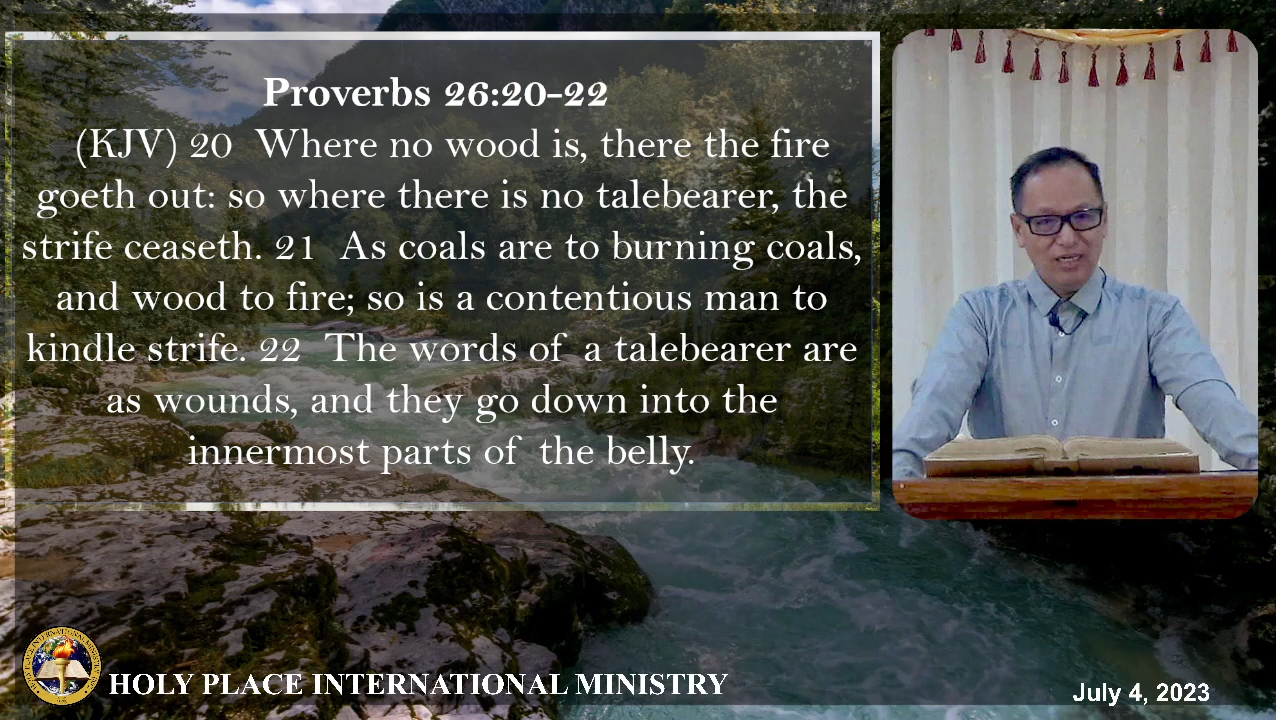 Proverbs 26:20-22
(KJV) 20 Where no wood is, there the fire
goeth out: so where there is no talebearer, the
strife ceaseth. 21 As coals are to burning coals,
and wood to fire; so is a contentious man to
kindle strife. 22 The words of a talebearer are
as wounds, and they go down into the
innermost parts of the belly.
HOLY PLACE INTERNATIONAL MINISTRY
July 4, 2023